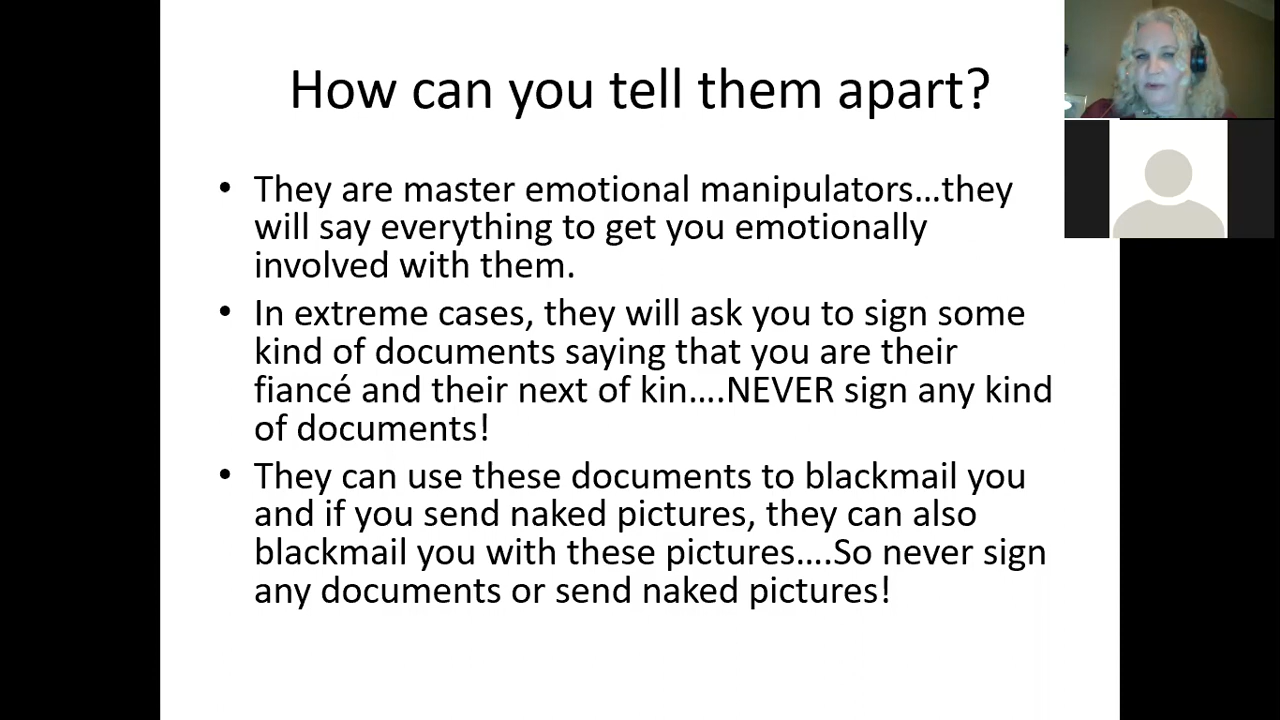 How can you tell them apart?
• They are master emotional manipulators…they
will say everything to get you emotionally
involved with them.
• In extreme cases, they will ask you to sign some
kind of documents saying that you are their
fiancé and their next of kin….NEVER sign any kind
of documents!
• They can use these documents to blackmail you
and if you send naked pictures, they can also
blackmail you with these pictures….So never sign
any documents or send naked pictures!